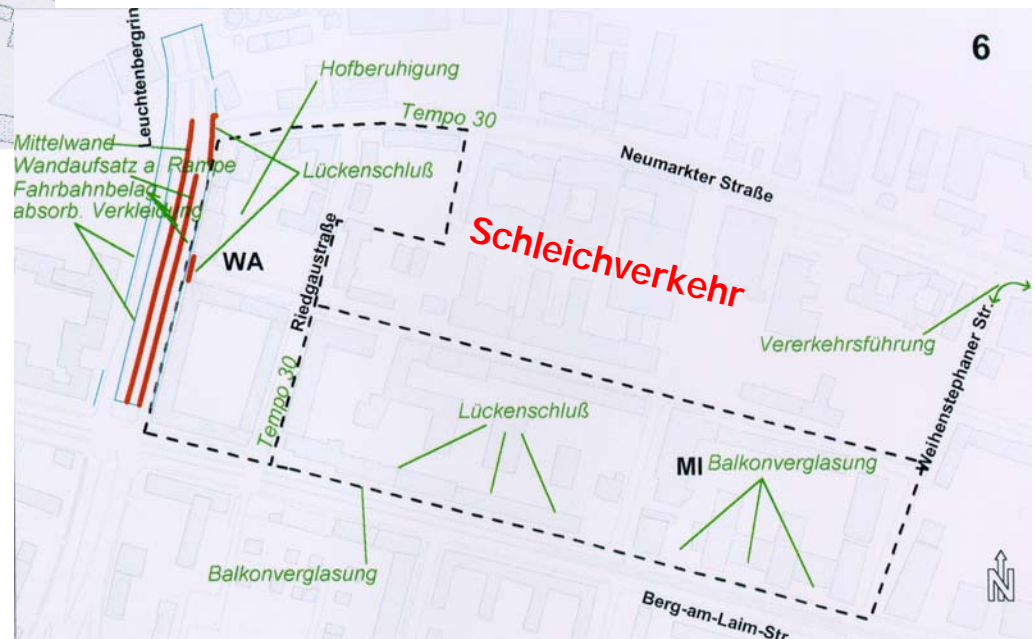 6
Leuchtenbergrin
Hofberuhigung
Tempo 30
Mittelwand
Wandaufsatz a. Rampe
Fahrbahnbelag
absorb. Verkleidung
Lückenschluß
Neumarkter Straße
WA
Riedgaustraße
Schleichverkehr
Vererkehrsführung
Weihenstephaner Str.
Tempo 30
Lückenschluß
MI
Balkonverglasung
Balkonverglasung
Berg-am-Laim-Str
N